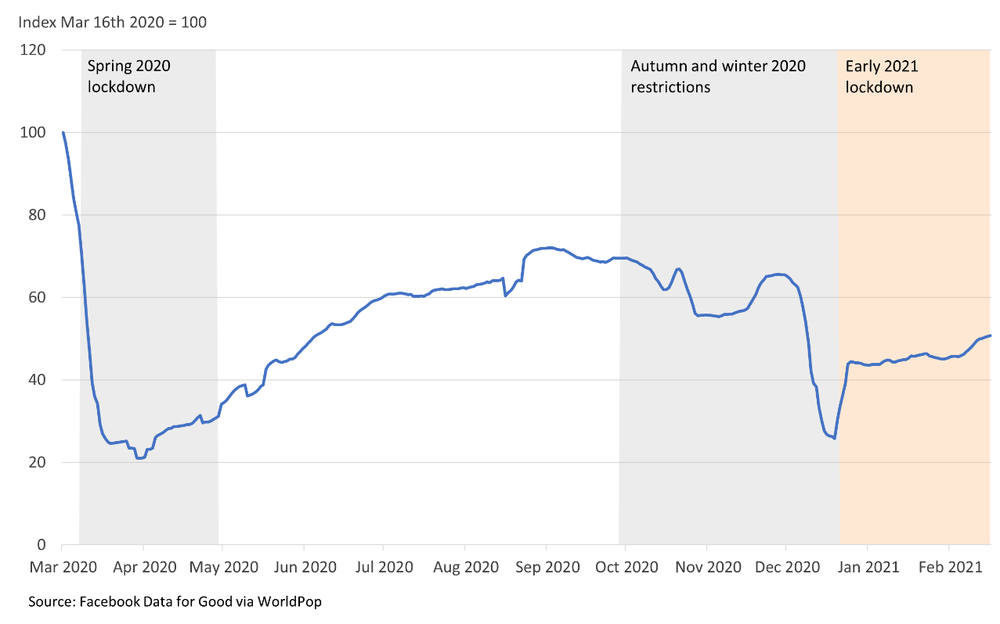 Index Mar 16th 2020 = 100
120
Spring 2020
lockdown
Autumn and winter 2020
restrictions
Early 2021
lockdown
100
80
60
40
20
0
Mar 2020 Apr 2020 May 2020 Jun 2020 Jul 2020 Aug 2020 Sep 2020 Oct 2020 Nov 2020 Dec 2020 Jan 2021 Feb 2021
Source: Facebook Data for Good via WorldPop